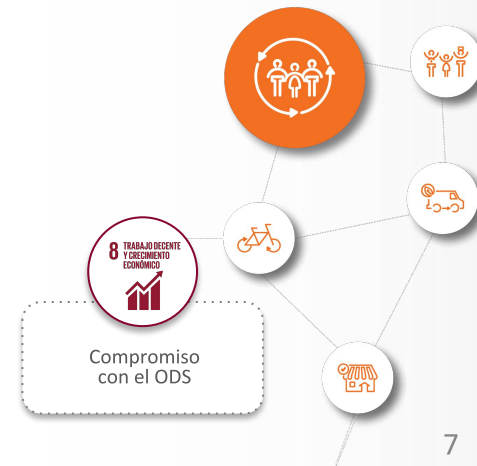 8 TRABAJO DECENTE
Y CRECIMIENTO
ECONÓMICO
Compromiso
con el ODS
7